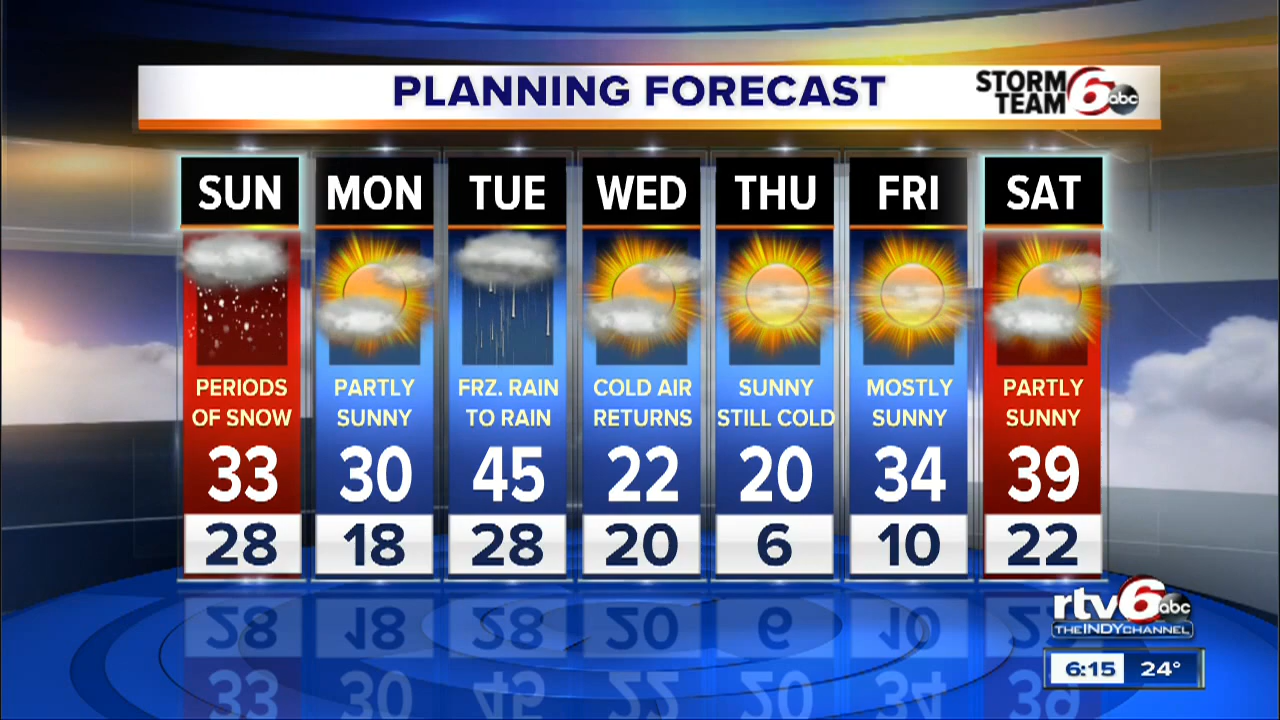 PLANNING FORECAST
STORM
TEAM 6 abc
SUN MON TUE WED THU FRI SAT
PERIODS
OF SNOW
33
28
PARTLY
SUNNY
30
18
FRZ. RAIN
TO RAIN
45
28
COLD AIR
RETURNS
22
20
SUNNY
STILL COLD
20
6
MOSTLY
SUNNY
34
10
PARTLY
SUNNY
39
22
rtv6 abc
THE INDY CHANNEL
6:15 24°